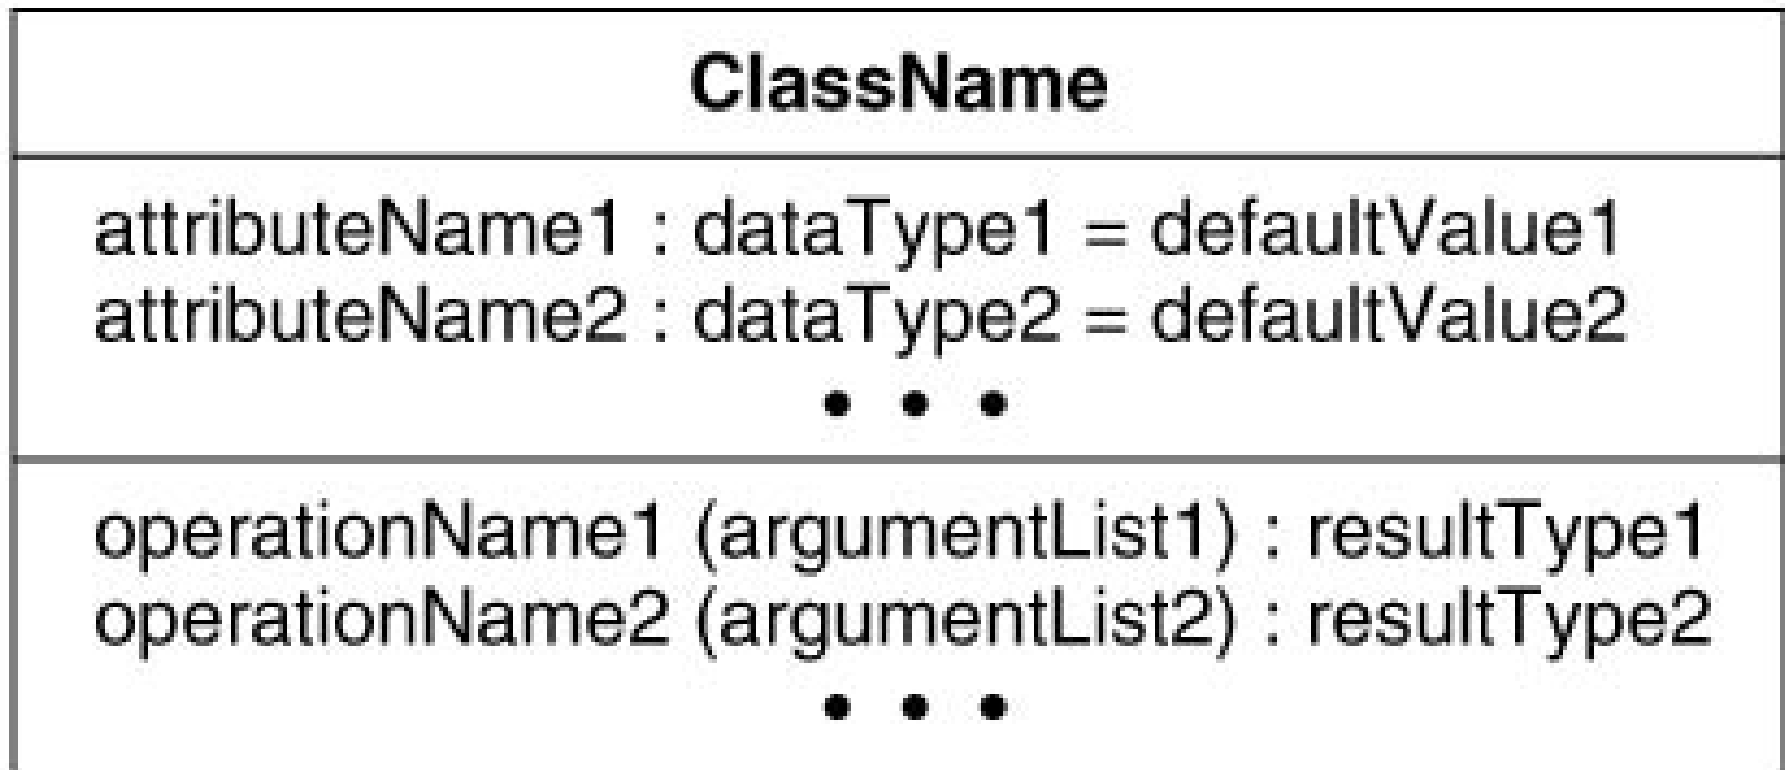 ClassName
attributeName1 : dataType1 = defaultValue1
attributeName2 : dataType2 = defaultValue2
• • •
operationName1 (argumentList1) : resultType1
operationName2 (argumentList2) : resultType2
• • •